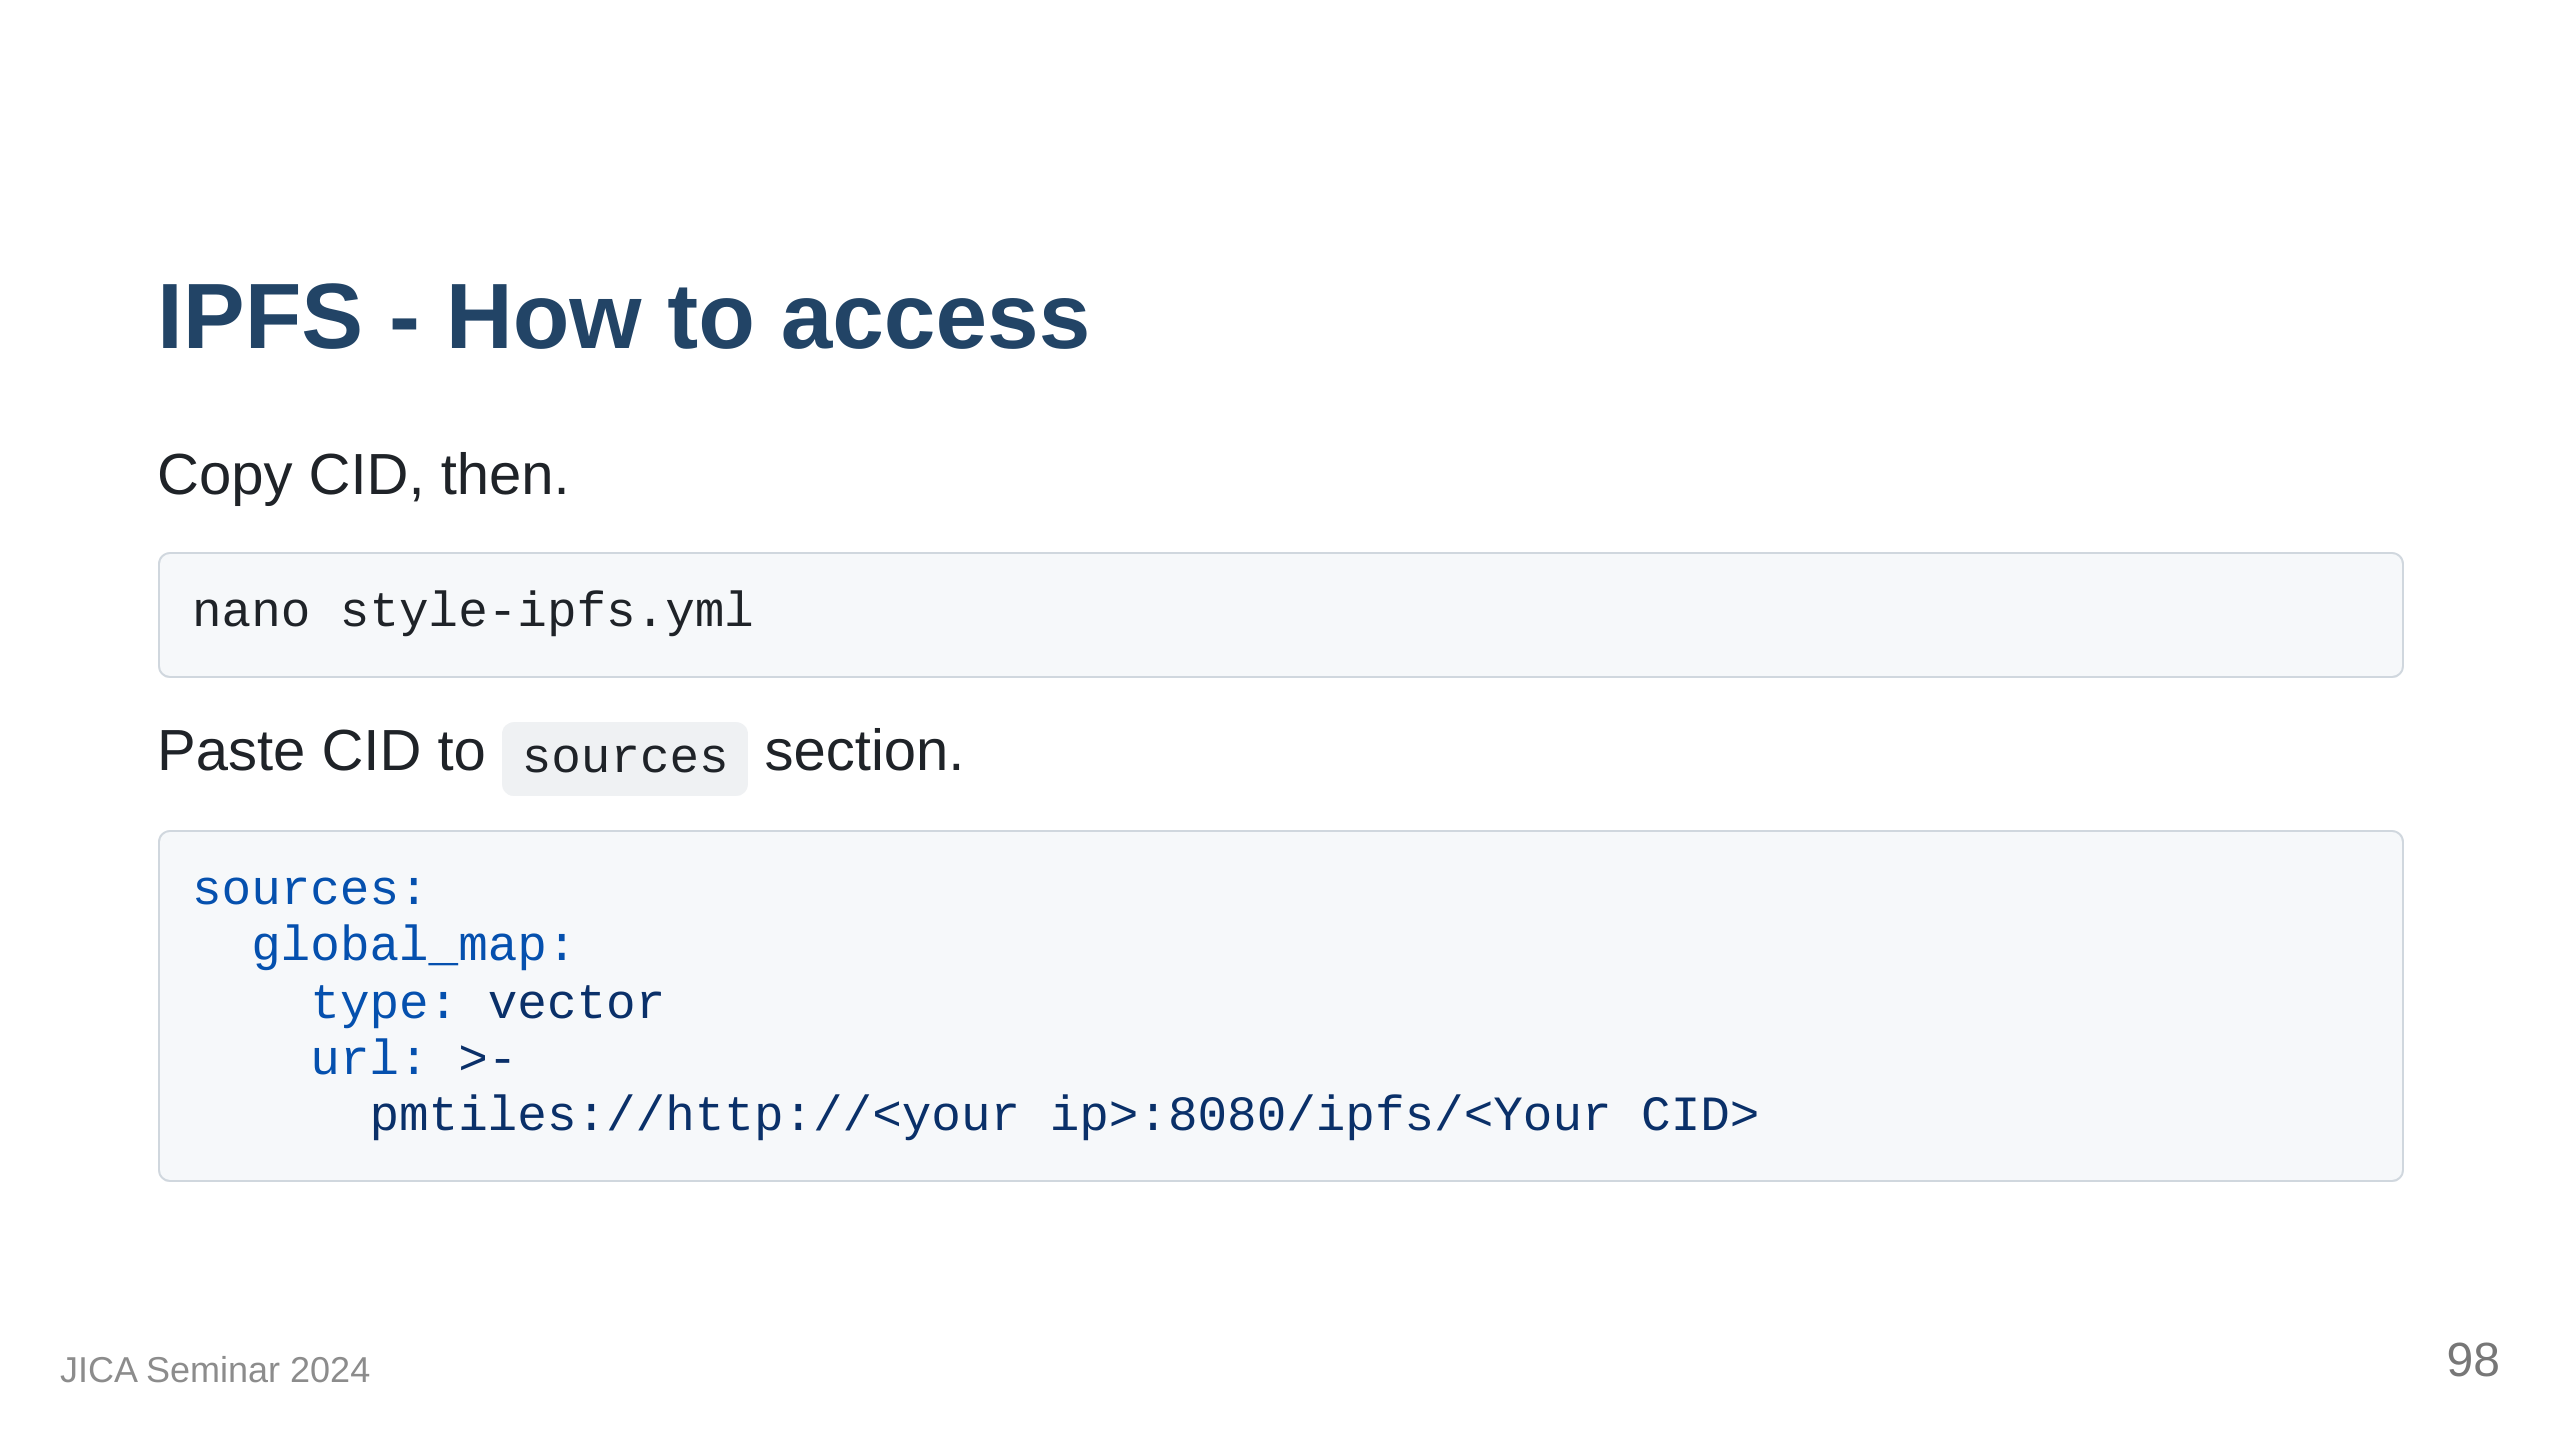 IPFS - How to access
Copy CID, then.
nano style-ipfs.yml
Paste CID to sources section.
sources:
  global_map:
    type: vector
    url: >-
      pmtiles://http://<your ip>:8080/ipfs/<Your CID>
JICA Seminar 2024
98